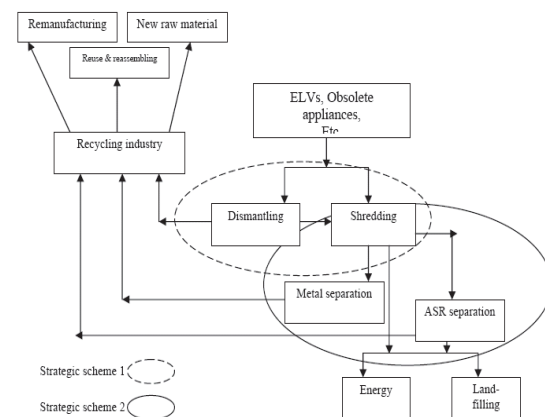 Remanufacturing
New raw material
Reuse & reassembling
ELVs, Obsolete
appliances,
Etc
Recycling industry
Dismantling
Shredding
Metal separation
ASR separation
Strategic scheme 1
Strategic scheme 2
Energy
Land-
filling